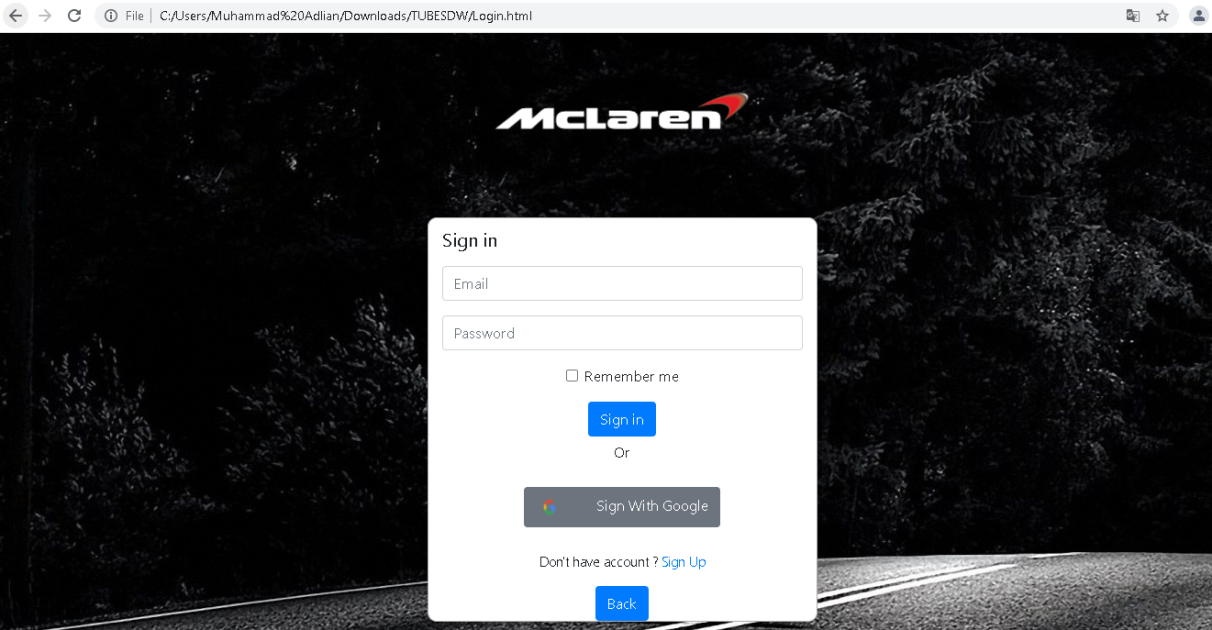 File C:/Users/Muhammad%20Adlian/Downloads/TUBESDW/Login.html
McLaren
Sign in
Email
Password
Remember me
Sign in
Or
Sign With Google
Don't have account ? Sign Up
Back